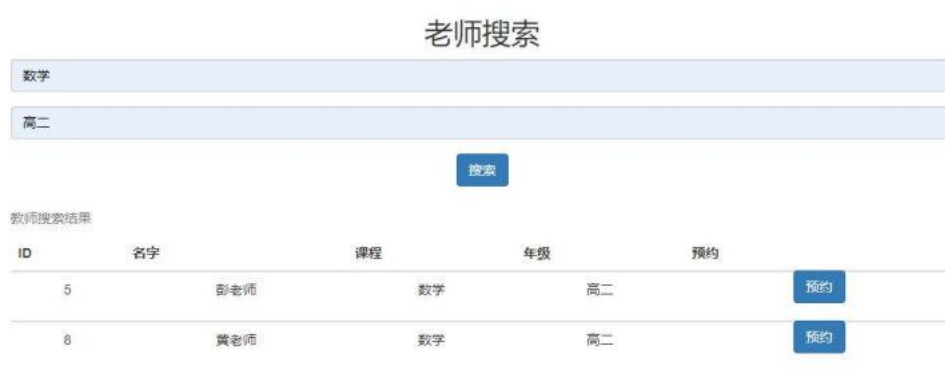 老师搜索
数学
高二
搜索
教师搜索结果
ID 名字 课程 年级 预约
5 彭老师 数学 高二 预约
8 黄老师 数学 高二 预约